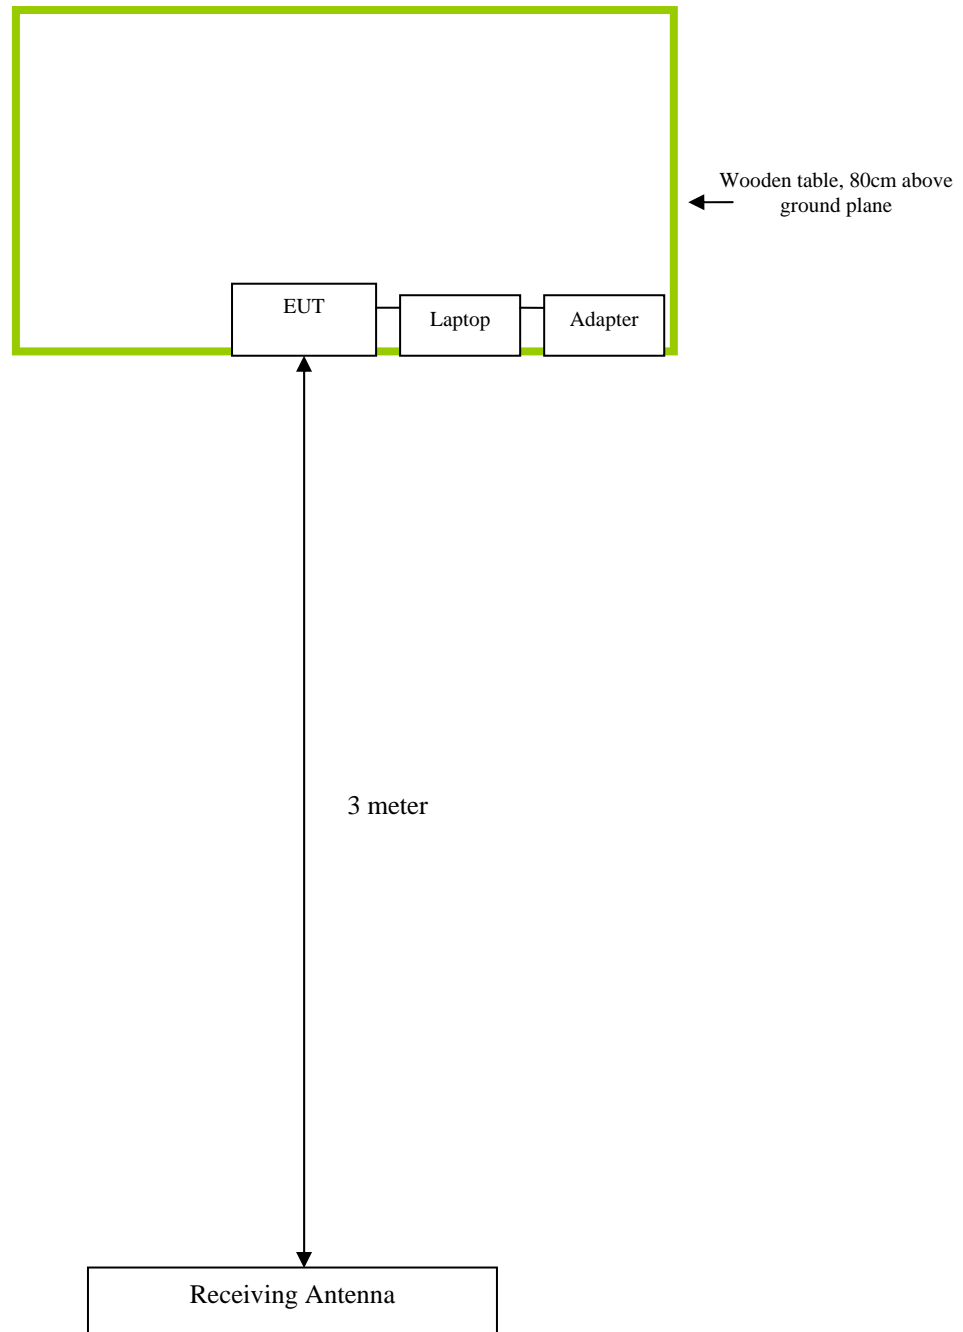 Wooden table, 80cm above
ground plane
EUT
Laptop
Adapter
3 meter
Receiving Antenna